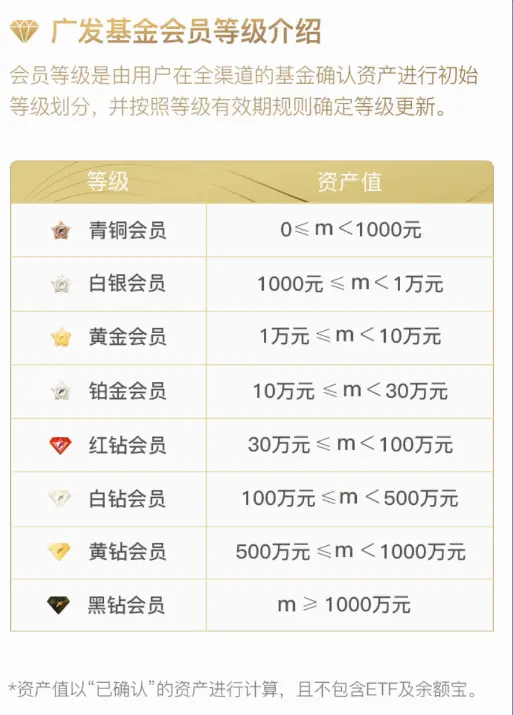 广发基金会员等级介绍
会员等级是由用户在全渠道的基金确认资产进行初始
等级划分，并按照等级有效期规则确定等级更新。
等级 资产值
青铜会员 0≤m＜1000元
白银会员 1000元≤m＜1万元
黄金会员 1万元≤m＜10万元
铂金会员 10万元≤m＜30万元
红钻会员 30万元≤m＜100万元
白钻会员 100万元≤m＜500万元
黄钻会员 500万元≤m＜1000万元
黑钻会员 m≥1000万元
*资产值以“已确认”的资产进行计算，且不包含ETF及余额宝。